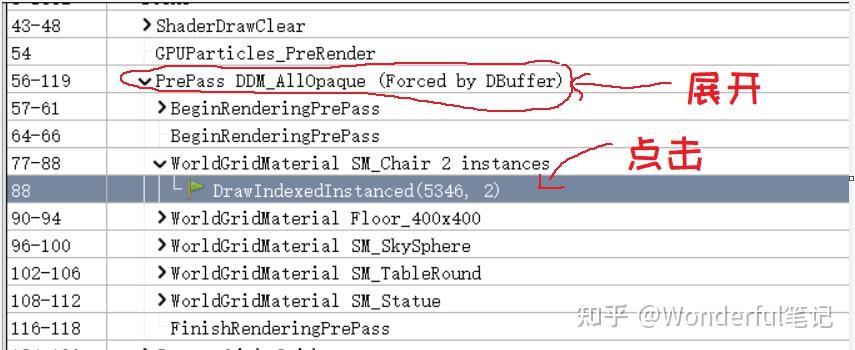 43-48 ShaderDrawClear
54 GPUParticles_PreRender
56-119 PrePass DDM_AllOpaque (Forced by DBuffer) 展开
57-61 BeginRenderingPrePass
64-66 BeginRenderingPrePass
77-88 WorldGridMaterial SM_Chair 2 instances 点击
88 DrawIndexedInstanced(5346, 2)
90-94 WorldGridMaterial Floor_400x400
96-100 WorldGridMaterial SM_SkySphere
102-106 WorldGridMaterial SM_TableRound
108-112 WorldGridMaterial SM_Statue
116-118 FinishRenderingPrePass
知乎 @Wonderful笔记